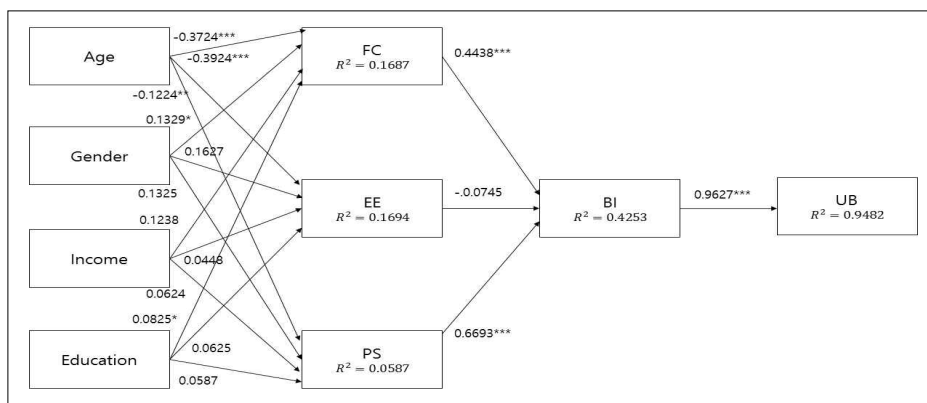 Age
-0.3724***
-0.3924***
-0.1224**
FC
R² = 0.1687
0.4438***
Gender
0.1329*
0.1627
0.1325
EE
R² = 0.1694
-.0.0745
BI
R² = 0.4253
0.9627***
UB
R² = 0.9482
Income
0.1238
0.0448
0.0624
Education
0.0825*
0.0625
0.0587
PS
R² = 0.0587
0.6693***